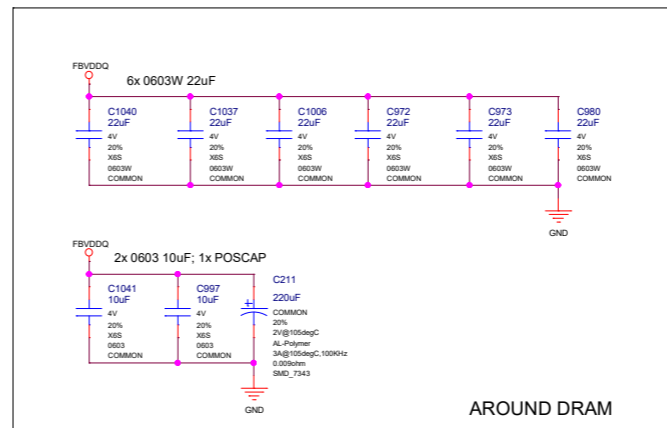 FBVDDQ
6x 0603W 22uF
C1040
22uF
4V
20%
X6S
0603W
COMMON
C1037
22uF
4V
20%
X6S
0603W
COMMON
C1006
22uF
4V
20%
X6S
0603W
COMMON
C972
22uF
4V
20%
X6S
0603W
COMMON
C973
22uF
4V
20%
X6S
0603W
COMMON
C980
22uF
4V
20%
X6S
0603W
COMMON
GND
FBVDDQ
2x 0603 10uF; 1x POSCAP
C1041
10uF
4V
20%
X6S
0603
COMMON
C997
10uF
4V
20%
X6S
0603
COMMON
C211
220uF
COMMON
20%
2V@105degC
AL-Polymer
3A@105degC,100KHz
0.009ohm
SMD_7343
GND
AROUND DRAM